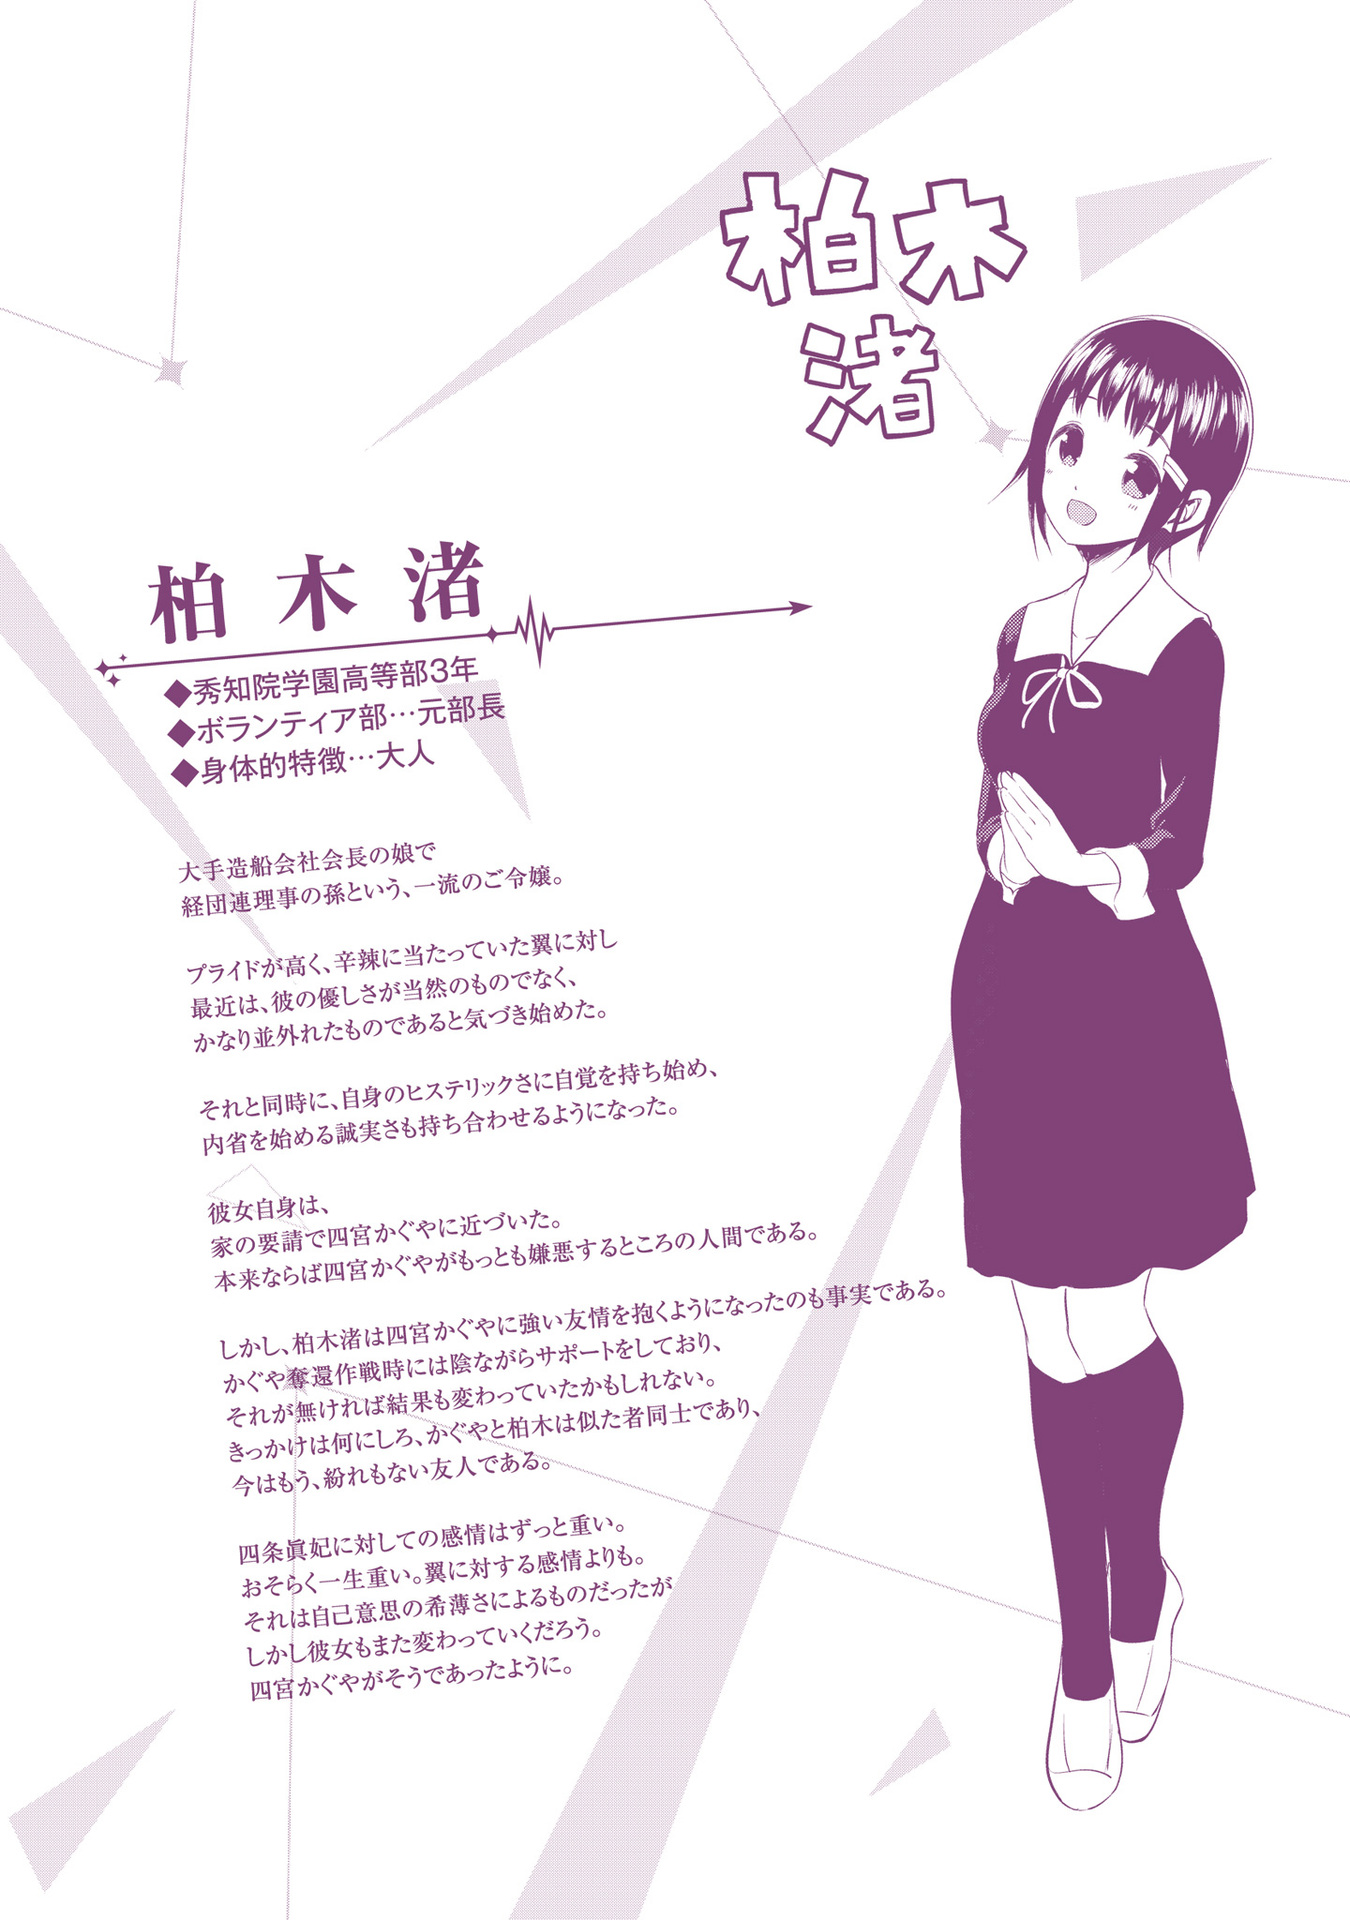 柏木
渚
柏木渚
◆秀知院学園高等部3年
◆ボランティア部…元部長
◆身体的特徴…大人
大手造船会社会長の娘で
経団連理事の孫という、一流のご令嬢。
プライドが高く、辛辣に当たっていた翼に対し
最近は、彼の優しさが当然のものでなく、
かなり並外れたものであると気づき始めた。
それと同時に、自身のヒステリックさに自覚を持ち始め、
内省を始める誠実さも持ち合わせるようになった。
彼女自身は、
家の要請で四宮かぐやに近づいた。
本来ならば四宮かぐやがもっとも嫌悪するところの人間である。
しかし、柏木渚は四宮かぐやに強い友情を抱くようになったのも事実である。
かぐや奪還作戦時には陰ながらサポートをしており、
それが無ければ結果も変わっていたかもしれない。
きっかけは何にしろ、かぐやと柏木は似た者同士であり、
今はもう、紛れもない友人である。
四条眞妃に対しての感情はずっと重い。
おそらく一生重い。翼に対する感情よりも。
それは自己意思の希薄さによるものだったが
しかし彼女もまた変わっていくだろう。
四宮かぐやがそうであったように。